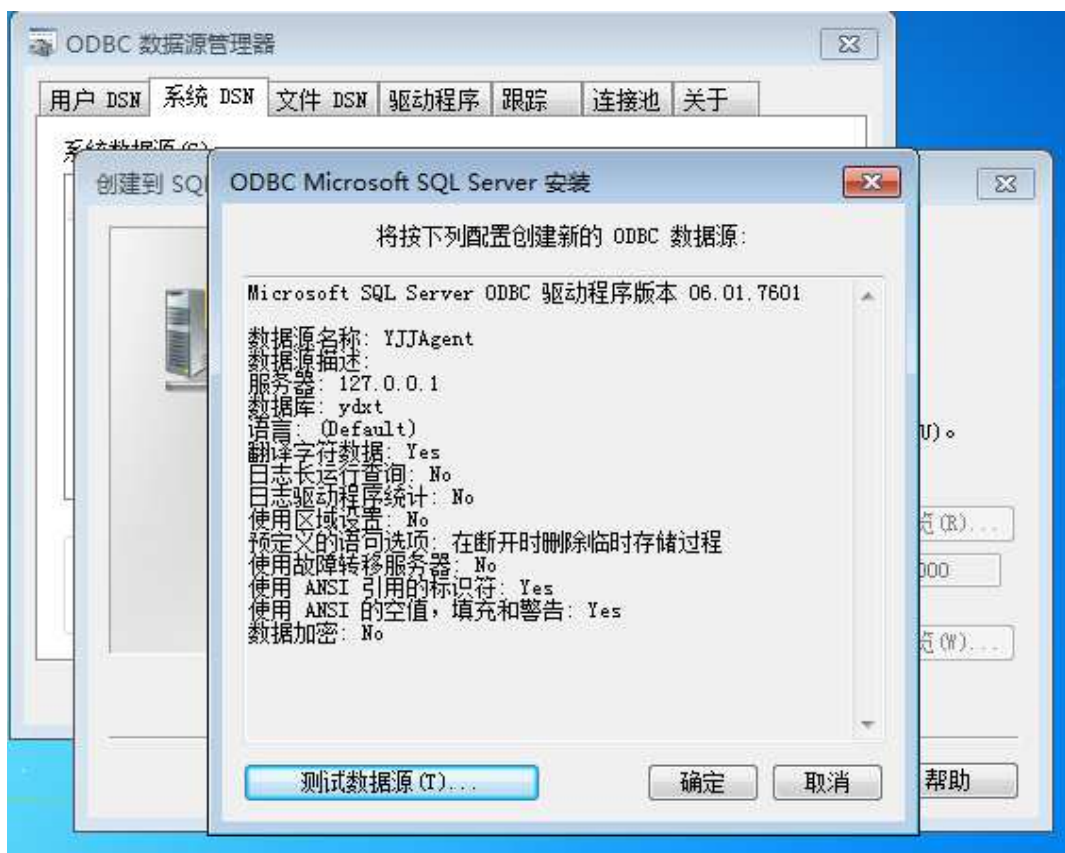 ODBC 数据源管理器
用户 DSN 系统 DSN 文件 DSN 驱动程序 跟踪 连接池 关于
系统数据源(S)
创建到 SQL
ODBC Microsoft SQL Server 安装
将按下列配置创建新的 ODBC 数据源:
Microsoft SQL Server ODBC 驱动程序版本 06.01.7601
数据源名称: YJJAgent
数据源描述:
服务器: 127.0.0.1
数据库: ydxt
语言: (Default)
翻译字符数据: Yes
日志长运行查询: No
日志驱动程序统计: No
使用区域设置: No
预定义的语句选项: 在断开时删除临时存储过程
使用故障转移服务器: No
使用 ANSI 引用的标识符: Yes
使用 ANSI 的空值,填充和警告: Yes
数据加密: No
U)。
览(R)...
000
览(W)...
测试数据源(T)...
确定
取消
帮助